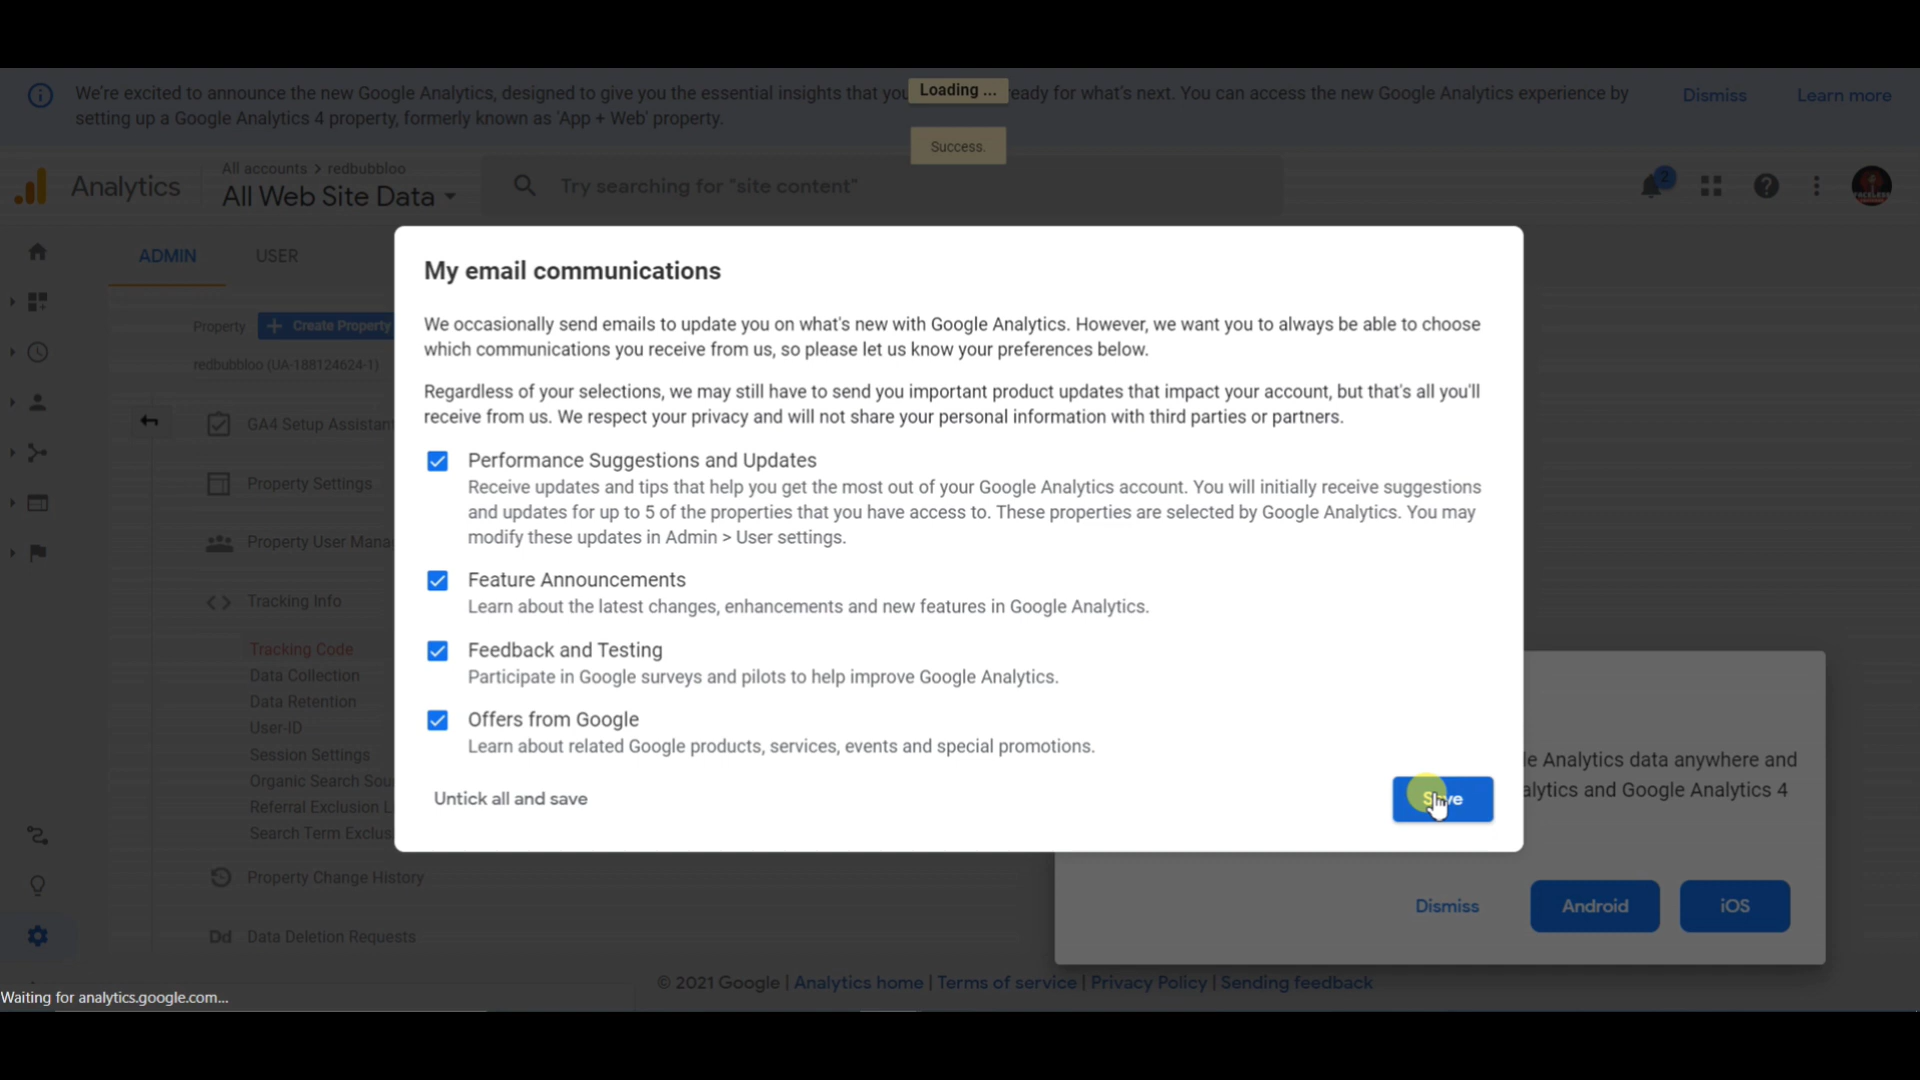 We're excited to announce the new Google Analytics, designed to give you the essential insights that you
eady for what's next. You can access the new Google Analytics experience by
setting up a Google Analytics 4 property, formerly known as 'App + Web' property.
Loading ...
Success.
Dismiss
Learn more
Analytics
All accounts > redbubbloo
All Web Site Data
Try searching for "site content"
2
ADMIN
USER
Property
Create Property
redbubbloo (UA-188124624-1)
GA4 Setup Assistant
Property Settings
Property User Mana
Tracking Info
Tracking Code
Data Collection
Data Retention
User-ID
Session Settings
Organic Search Sou
Referral Exclusion L
Search Term Exclus
Property Change History
Dd Data Deletion Requests
My email communications
We occasionally send emails to update you on what's new with Google Analytics. However, we want you to always be able to choose
which communications you receive from us, so please let us know your preferences below.
Regardless of your selections, we may still have to send you important product updates that impact your account, but that's all you'll
receive from us. We respect your privacy and will not share your personal information with third parties or partners.
Performance Suggestions and Updates
Receive updates and tips that help you get the most out of your Google Analytics account. You will initially receive suggestions
and updates for up to 5 of the properties that you have access to. These properties are selected by Google Analytics. You may
modify these updates in Admin > User settings.
Feature Announcements
Learn about the latest changes, enhancements and new features in Google Analytics.
Feedback and Testing
Participate in Google surveys and pilots to help improve Google Analytics.
Offers from Google
Learn about related Google products, services, events and special promotions.
Untick all and save
Save
le Analytics data anywhere and
alytics and Google Analytics 4
Dismiss
Android
iOS
© 2021 Google | Analytics home | Terms of service | Privacy Policy | Sending feedback
Waiting for analytics.google.com...